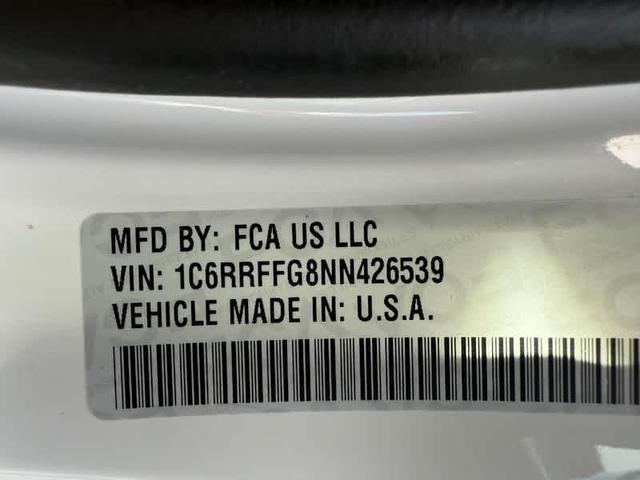 MFD BY: FCA US LLC
VIN: 1C6RRFFG8NN426539
VEHICLE MADE IN: U.S.A.